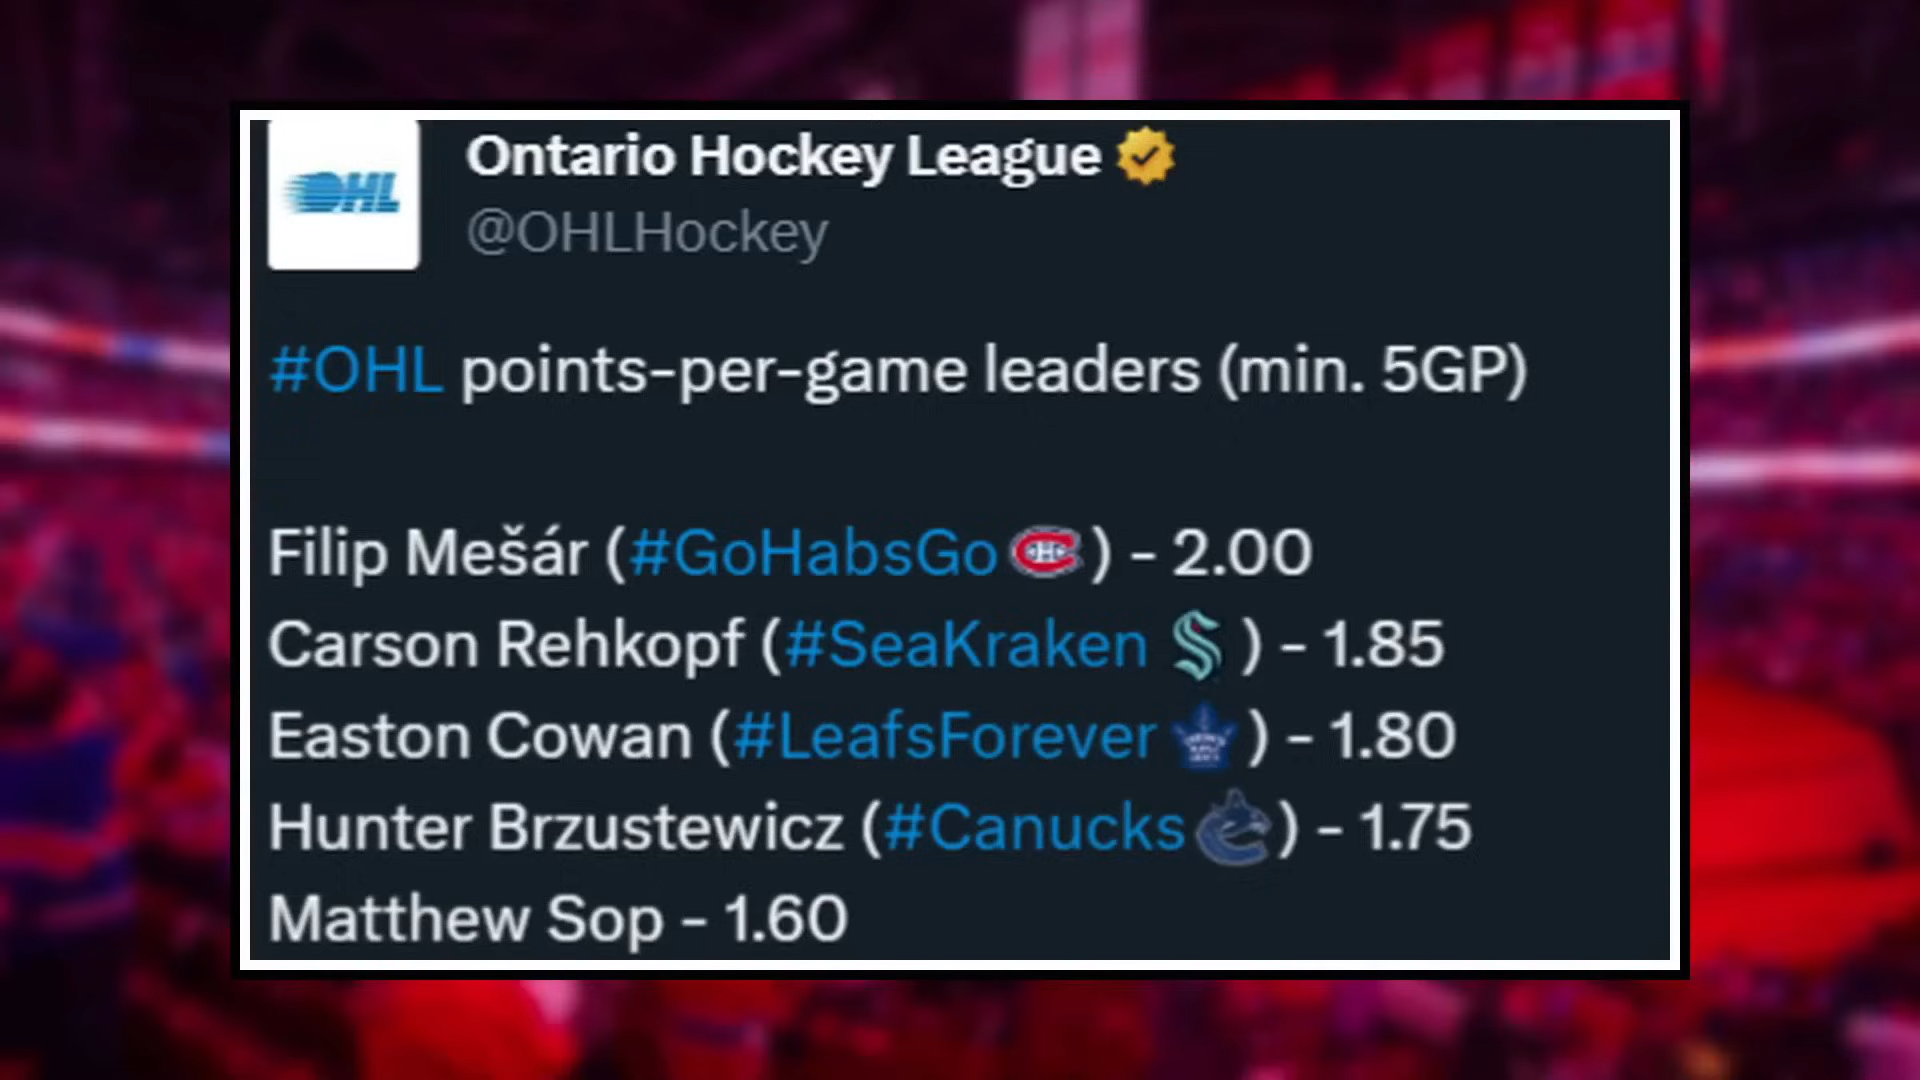 OHL
Ontario Hockey League
@OHLHockey
#OHL points-per-game leaders (min. 5GP)
Filip Mešár (#GoHabsGo) - 2.00
Carson Rehkopf (#SeaKraken ) - 1.85
Easton Cowan (#LeafsForever ) - 1.80
Hunter Brzustewicz (#Canucks ) - 1.75
Matthew Sop - 1.60